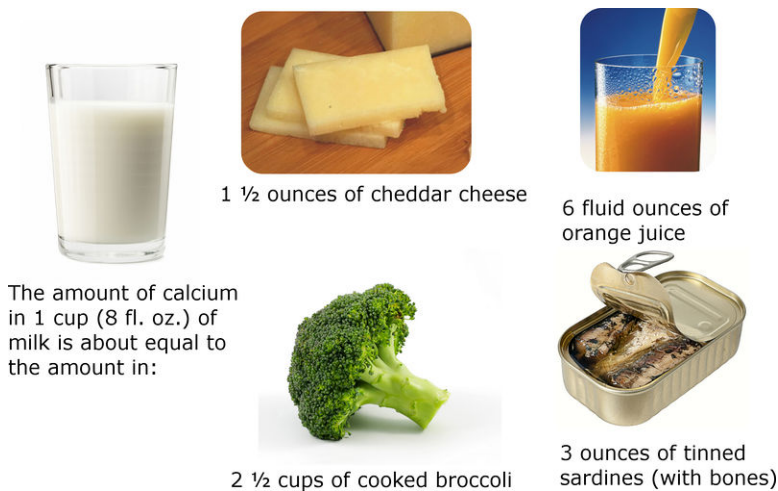 The amount of calcium
in 1 cup (8 fl. oz.) of
milk is about equal to
the amount in:
1 ½ ounces of cheddar cheese
6 fluid ounces of
orange juice
2 ½ cups of cooked broccoli
3 ounces of tinned
sardines (with bones)